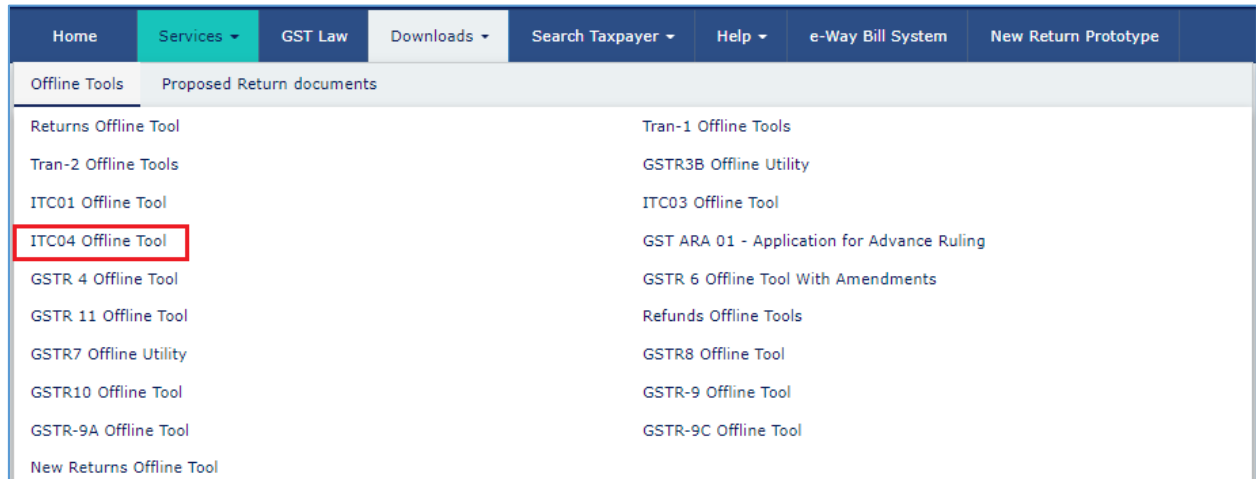 Home Services GST Law Downloads Search Taxpayer Help e-Way Bill System New Return Prototype
Offline Tools Proposed Return documents
Returns Offline Tool Tran-1 Offline Tools
Tran-2 Offline Tools GSTR3B Offline Utility
ITC01 Offline Tool ITC03 Offline Tool
ITC04 Offline Tool GST ARA 01 - Application for Advance Ruling
GSTR 4 Offline Tool GSTR 6 Offline Tool With Amendments
GSTR 11 Offline Tool Refunds Offline Tools
GSTR7 Offline Utility GSTR8 Offline Tool
GSTR10 Offline Tool GSTR-9 Offline Tool
GSTR-9A Offline Tool GSTR-9C Offline Tool
New Returns Offline Tool